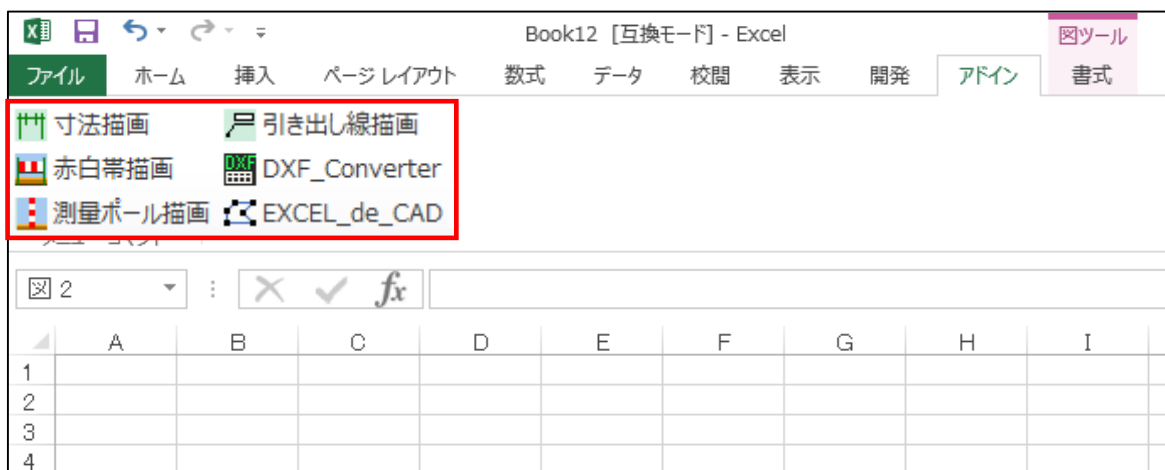 Book12 [互換モード] - Excel
図ツール
ファイル ホーム 挿入 ページ レイアウト 数式 データ 校閲 表示 開発 アドイン 書式
寸法描画 引き出し線描画
赤白帯描画 DXF_Converter
測量ポール描画 EXCEL_de_CAD
図 2 fx
A B C D E F G H I
1
2
3
4